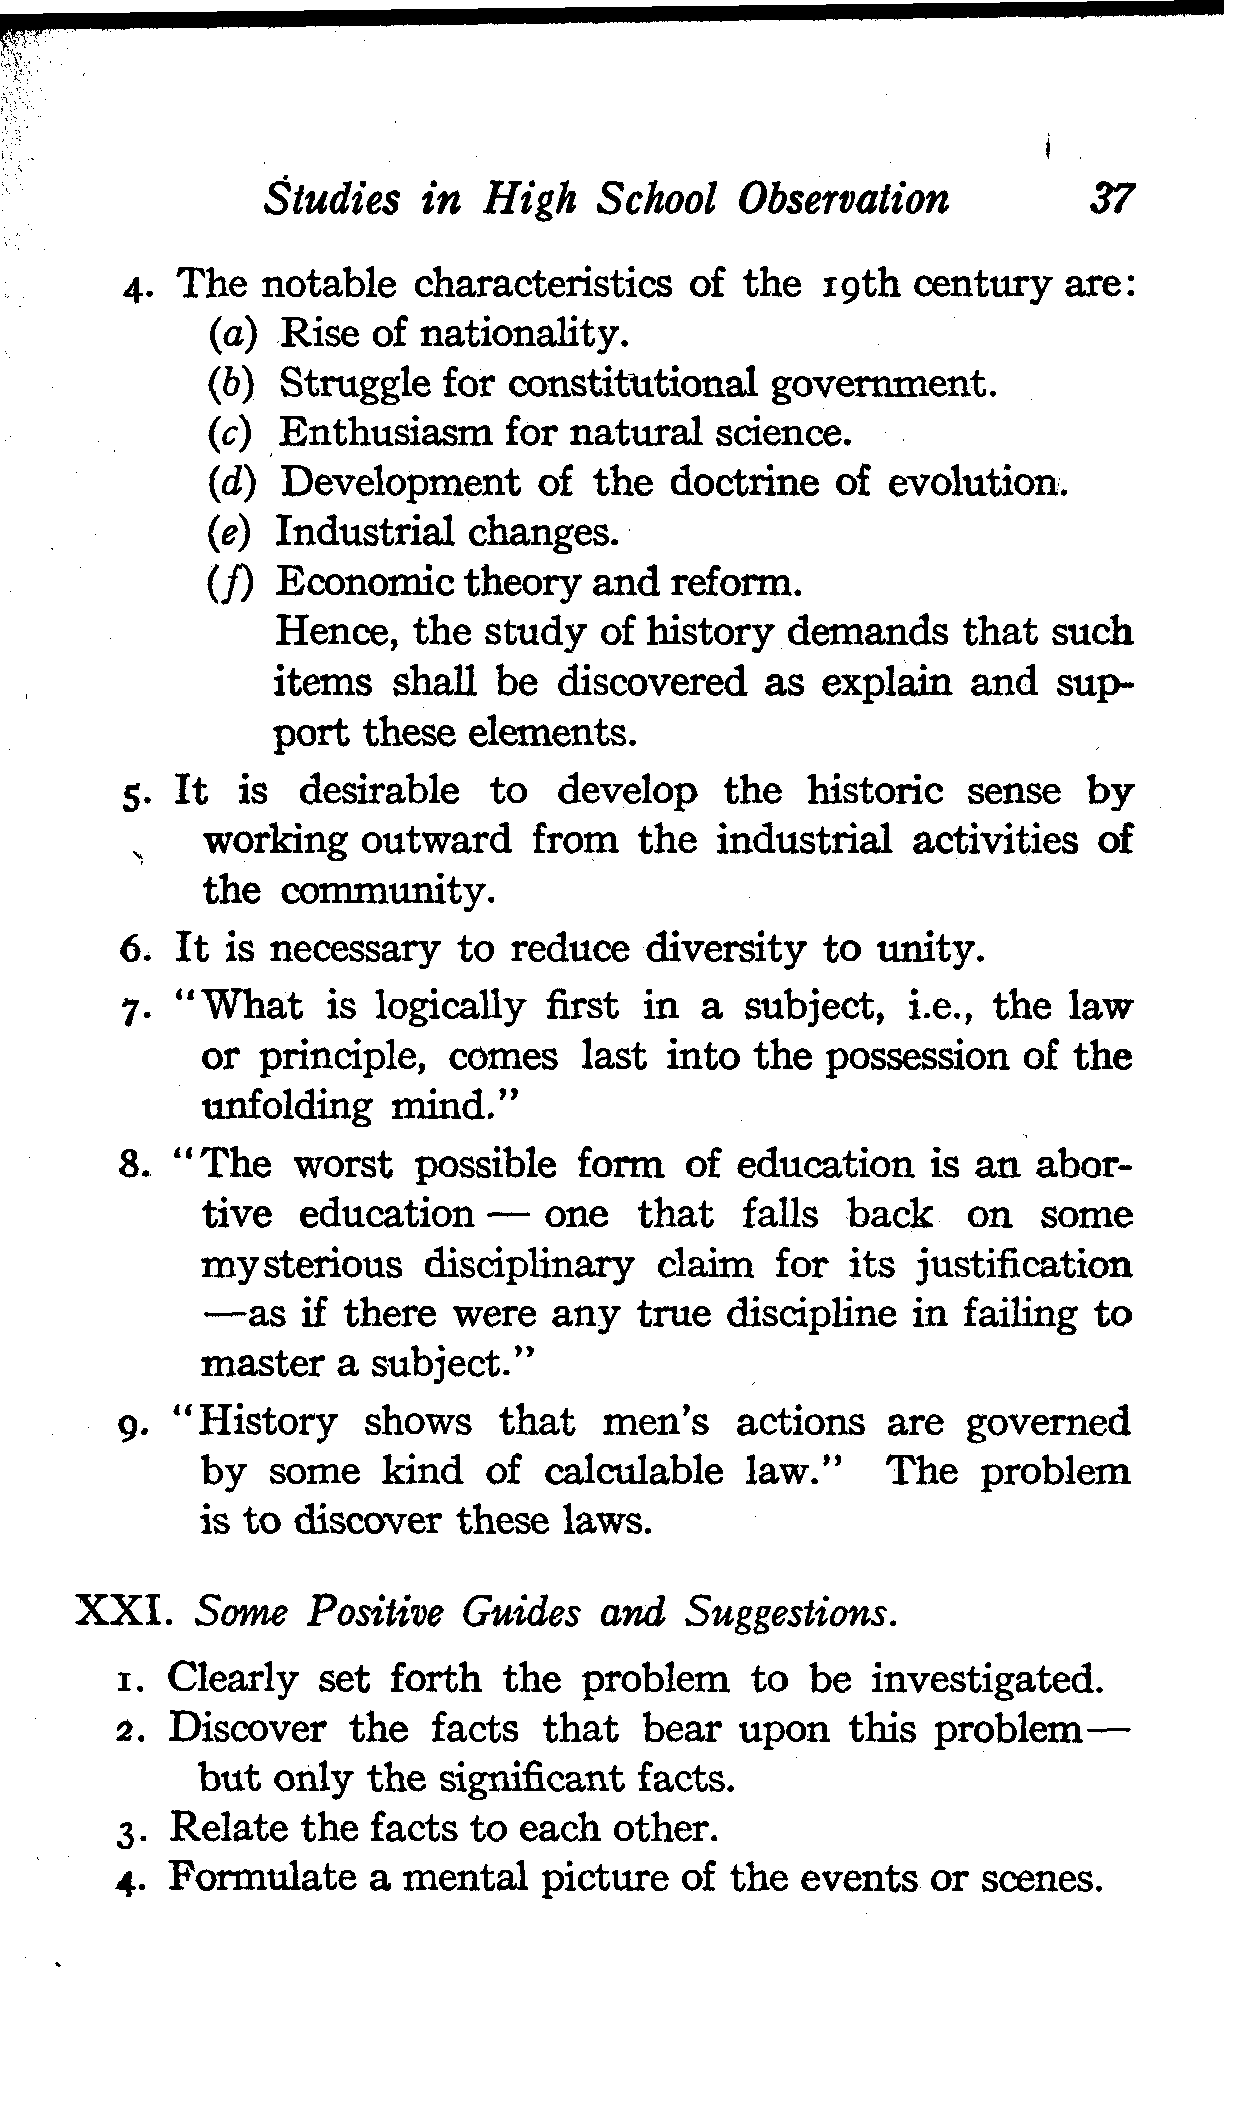 Studies in High School Observation 37
4. The notable characteristics of the 19th century are:
(a) Rise of nationality.
(b) Struggle for constitutional government.
(c) Enthusiasm for natural science.
(d) Development of the doctrine of evolution.
(e) Industrial changes.
(f) Economic theory and reform.
Hence, the study of history demands that such
items shall be discovered as explain and sup-
port these elements.
5. It is desirable to develop the historic sense by
working outward from the industrial activities of
the community.
6. It is necessary to reduce diversity to unity.
7. "What is logically first in a subject, i.e., the law
or principle, comes last into the possession of the
unfolding mind."
8. "The worst possible form of education is an abor-
tive education — one that falls back on some
mysterious disciplinary claim for its justification
—as if there were any true discipline in failing to
master a subject."
9. "History shows that men's actions are governed
by some kind of calculable law." The problem
is to discover these laws.
XXI. Some Positive Guides and Suggestions.
1. Clearly set forth the problem to be investigated.
2. Discover the facts that bear upon this problem—
but only the significant facts.
3. Relate the facts to each other.
4. Formulate a mental picture of the events or scenes.